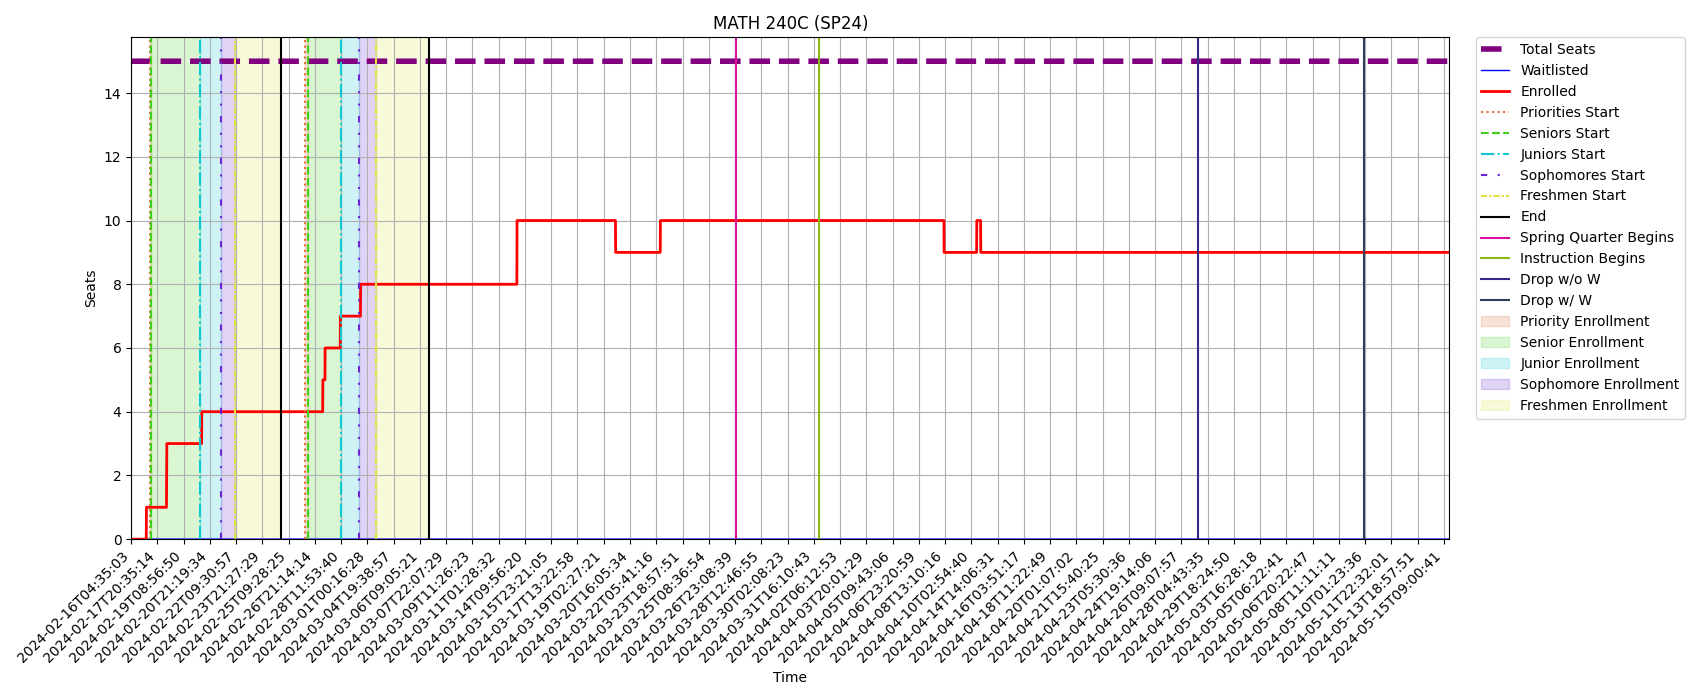 MATH 240C (SP24)
Seats
14
12
10
8
6
4
2
0
2024-02-16T04:35:03
2024-02-17T20:35:14
2024-02-19T08:56:50
2024-02-20T21:19:34
2024-02-22T09:30:57
2024-02-23T21:27:29
2024-02-25T09:28:25
2024-02-26T21:14:14
2024-02-28T11:53:40
2024-03-01T00:16:28
2024-03-04T19:38:57
2024-03-06T09:05:21
2024-03-07T22:07:29
2024-03-11T01:26:23
2024-03-12T11:28:32
2024-03-14T09:56:20
2024-03-15T23:21:05
2024-03-17T13:22:58
2024-03-19T02:27:21
2024-03-20T16:05:34
2024-03-22T05:41:16
2024-03-23T18:57:51
2024-03-25T08:36:54
2024-03-26T23:08:39
2024-03-28T12:46:55
2024-03-30T02:08:23
2024-03-31T16:10:43
2024-04-02T06:12:53
2024-04-03T20:01:29
2024-04-05T09:43:06
2024-04-06T23:20:59
2024-04-08T13:10:16
2024-04-10T02:54:40
2024-04-14T14:06:31
2024-04-16T03:51:17
2024-04-18T11:22:49
2024-04-20T01:07:02
2024-04-21T15:40:25
2024-04-23T05:30:36
2024-04-24T19:14:06
2024-04-26T09:07:57
2024-04-28T04:43:35
2024-04-29T18:24:50
2024-05-03T16:28:18
2024-05-05T06:22:41
2024-05-06T20:22:47
2024-05-08T11:11:11
2024-05-10T01:23:36
2024-05-11T22:32:01
2024-05-13T18:57:51
2024-05-15T09:00:41
Time
Total Seats
Waitlisted
Enrolled
Priorities Start
Seniors Start
Juniors Start
Sophomores Start
Freshmen Start
End
Spring Quarter Begins
Instruction Begins
Drop w/o W
Drop w/ W
Priority Enrollment
Senior Enrollment
Junior Enrollment
Sophomore Enrollment
Freshmen Enrollment